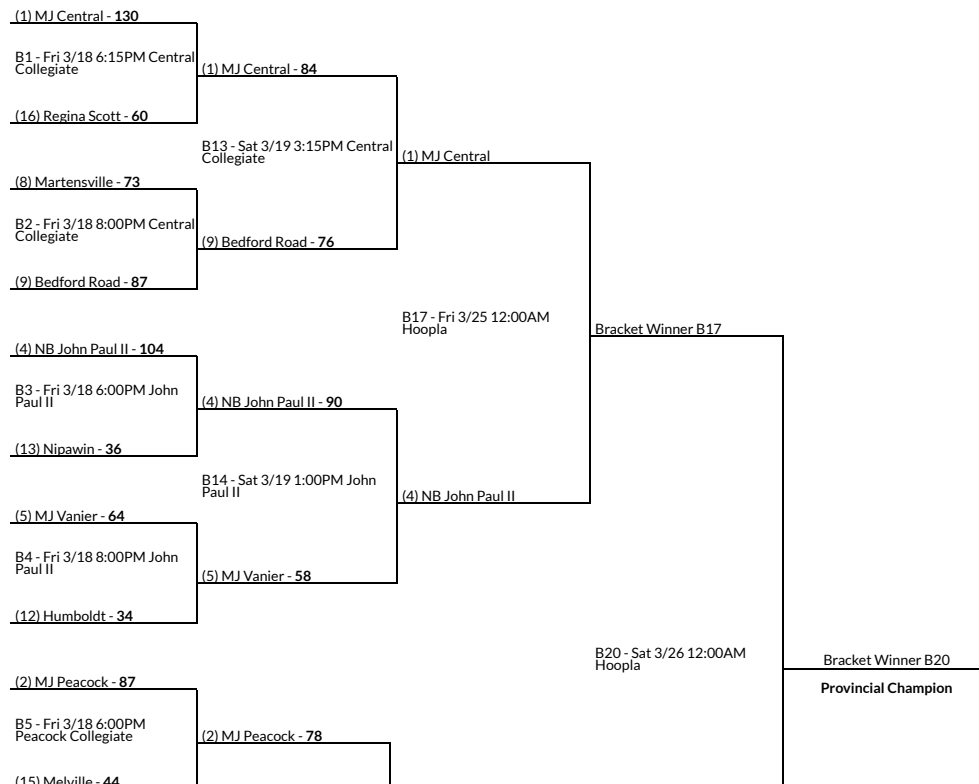 (1) MJ Central - 130
B1 - Fri 3/18 6:15PM Central
Collegiate
(1) MJ Central - 84
(16) Regina Scott - 60
B13 - Sat 3/19 3:15PM Central
Collegiate
(1) MJ Central
(8) Martensville - 73
B2 - Fri 3/18 8:00PM Central
Collegiate
(9) Bedford Road - 76
(9) Bedford Road - 87
B17 - Fri 3/25 12:00AM
Hoopla
Bracket Winner B17
(4) NB John Paul II - 104
B3 - Fri 3/18 6:00PM John
Paul II
(4) NB John Paul II - 90
(13) Nipawin - 36
B14 - Sat 3/19 1:00PM John
Paul II
(4) NB John Paul II
(5) MJ Vanier - 64
B4 - Fri 3/18 8:00PM John
Paul II
(5) MJ Vanier - 58
(12) Humboldt - 34
B20 - Sat 3/26 12:00AM
Hoopla
Bracket Winner B20
Provincial Champion
(2) MJ Peacock - 87
B5 - Fri 3/18 6:00PM
Peacock Collegiate
(2) MJ Peacock - 78
(15) Melville - 44